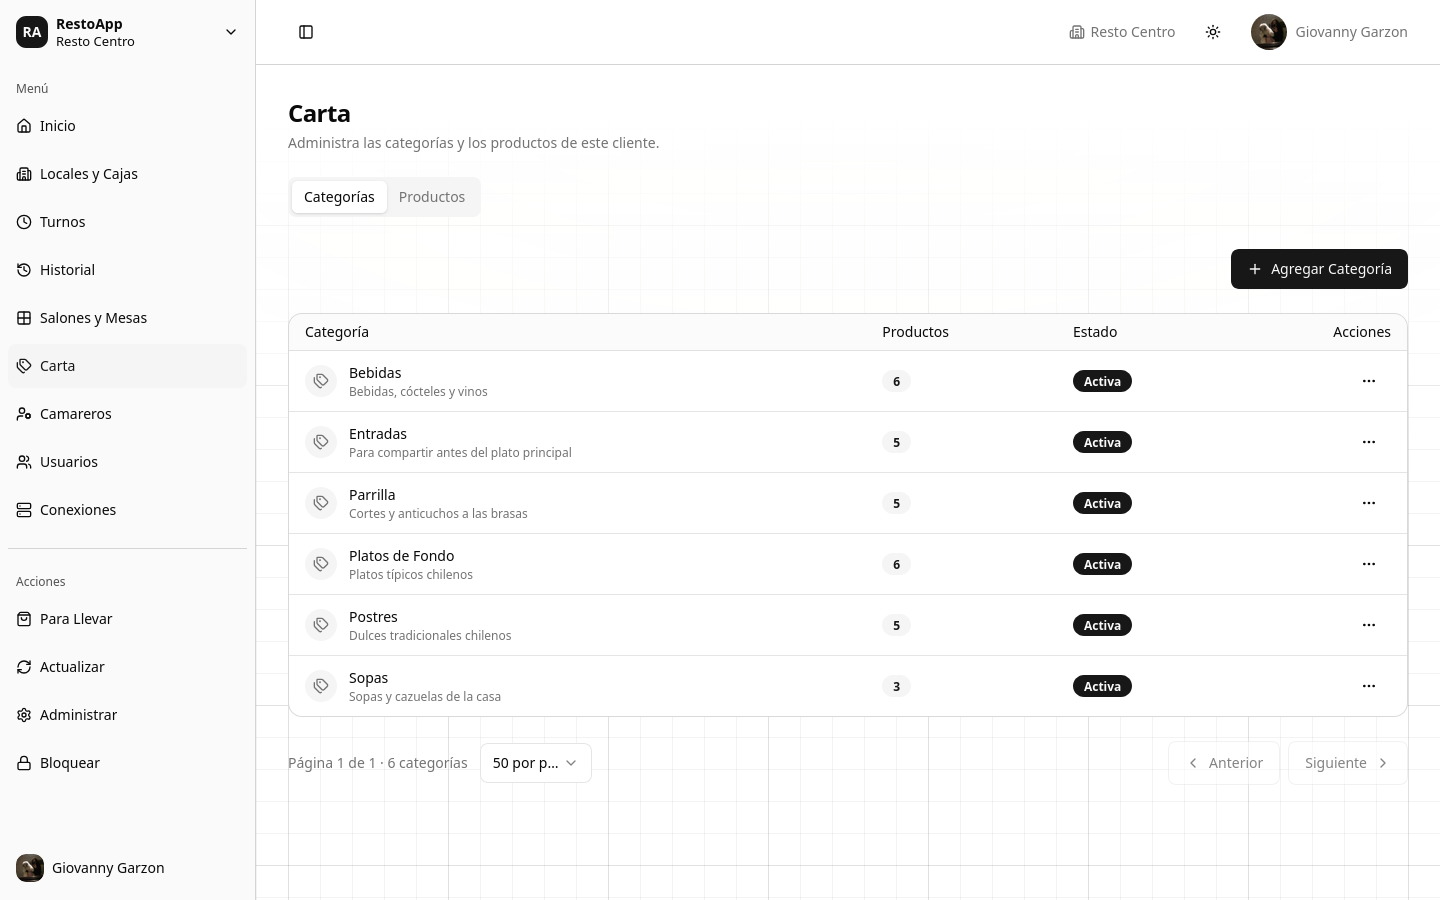 RA
RestoApp
Resto Centro
Menú
Inicio
Locales y Cajas
Turnos
Historial
Salones y Mesas
Carta
Camareros
Usuarios
Conexiones
Acciones
Para Llevar
Actualizar
Administrar
Bloquear
Giovanny Garzon
Resto Centro
Giovanny Garzon
Carta
Administra las categorías y los productos de este cliente.
Categorías
Productos
Agregar Categoría
Categoría Productos Estado Acciones
Bebidas
Bebidas, cócteles y vinos
6
Activa
Entradas
Para compartir antes del plato principal
5
Activa
Parrilla
Cortes y anticuchos a las brasas
5
Activa
Platos de Fondo
Platos típicos chilenos
6
Activa
Postres
Dulces tradicionales chilenos
5
Activa
Sopas
Sopas y cazuelas de la casa
3
Activa
Página 1 de 1 · 6 categorías
50 por p...
Anterior
Siguiente